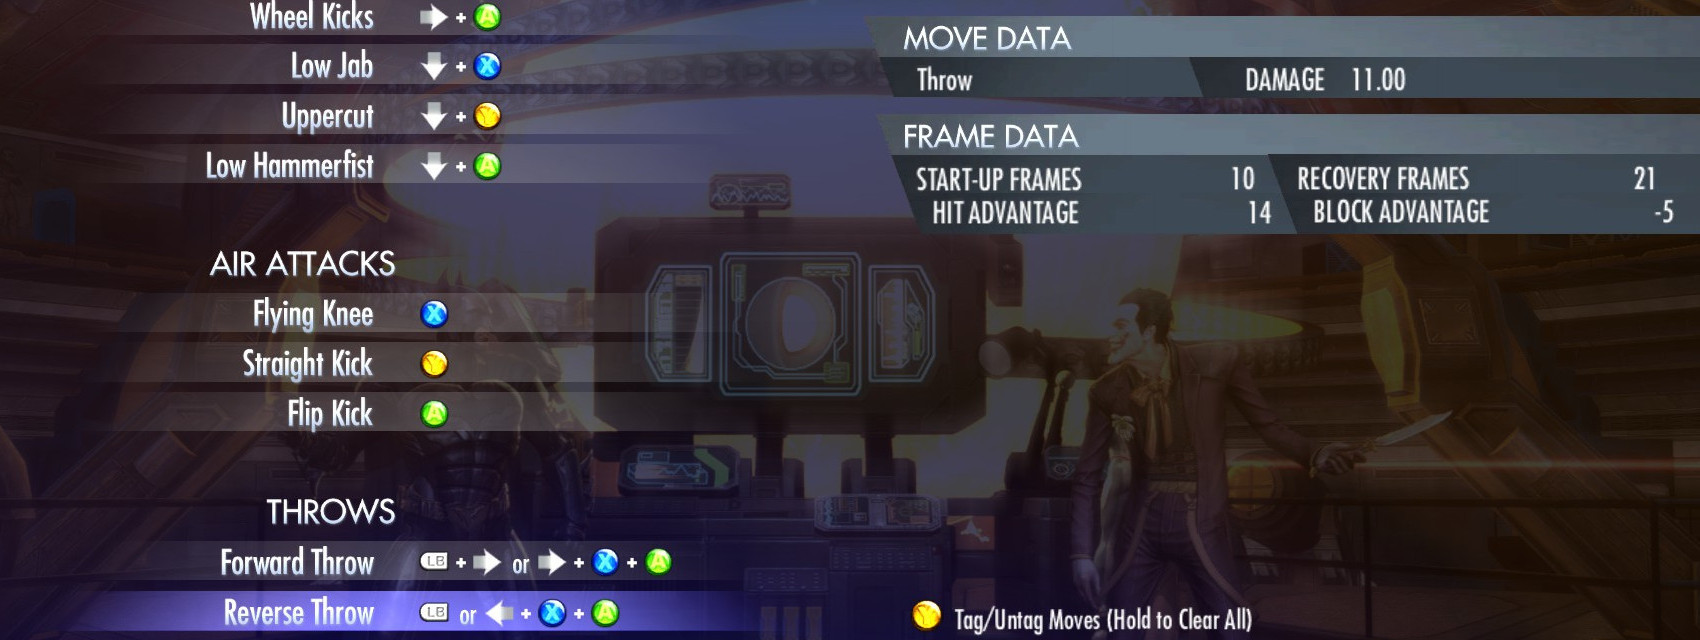 Wheel Kicks + A
Low Jab + X
Uppercut + Y
Low Hammerfist + A
AIR ATTACKS
Flying Knee X
Straight Kick Y
Flip Kick A
THROWS
Forward Throw LB + or + X + A
Reverse Throw LB or + X + A
MOVE DATA
Throw DAMAGE 11.00
FRAME DATA
START-UP FRAMES 10 RECOVERY FRAMES 21
HIT ADVANTAGE 14 BLOCK ADVANTAGE -5
Y Tag/Untag Moves (Hold to Clear All)